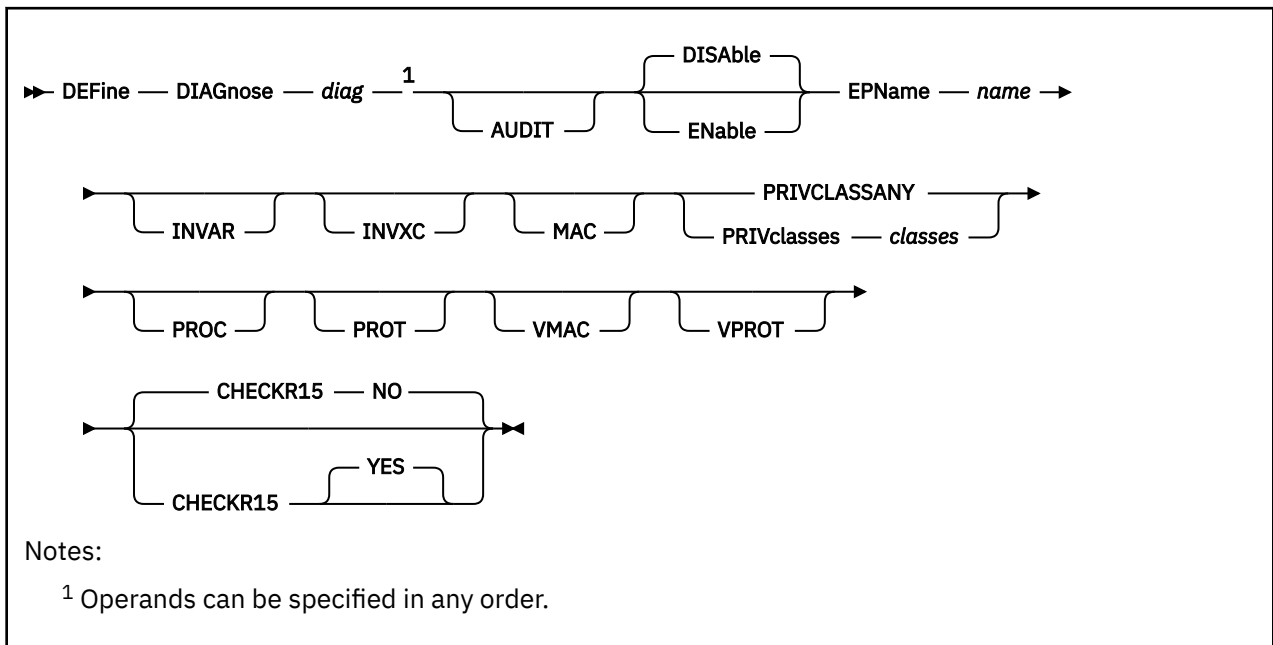 DISAble
DEFine DIAGnose diag 1 EPName name
AUDIT ENable
PRIVCLASSANY
INVAR INVXC MAC PRIVclasses classes
PROC PROT VMAC VPROT
CHECKR15 NO
YES
CHECKR15
Notes:
1 Operands can be specified in any order.